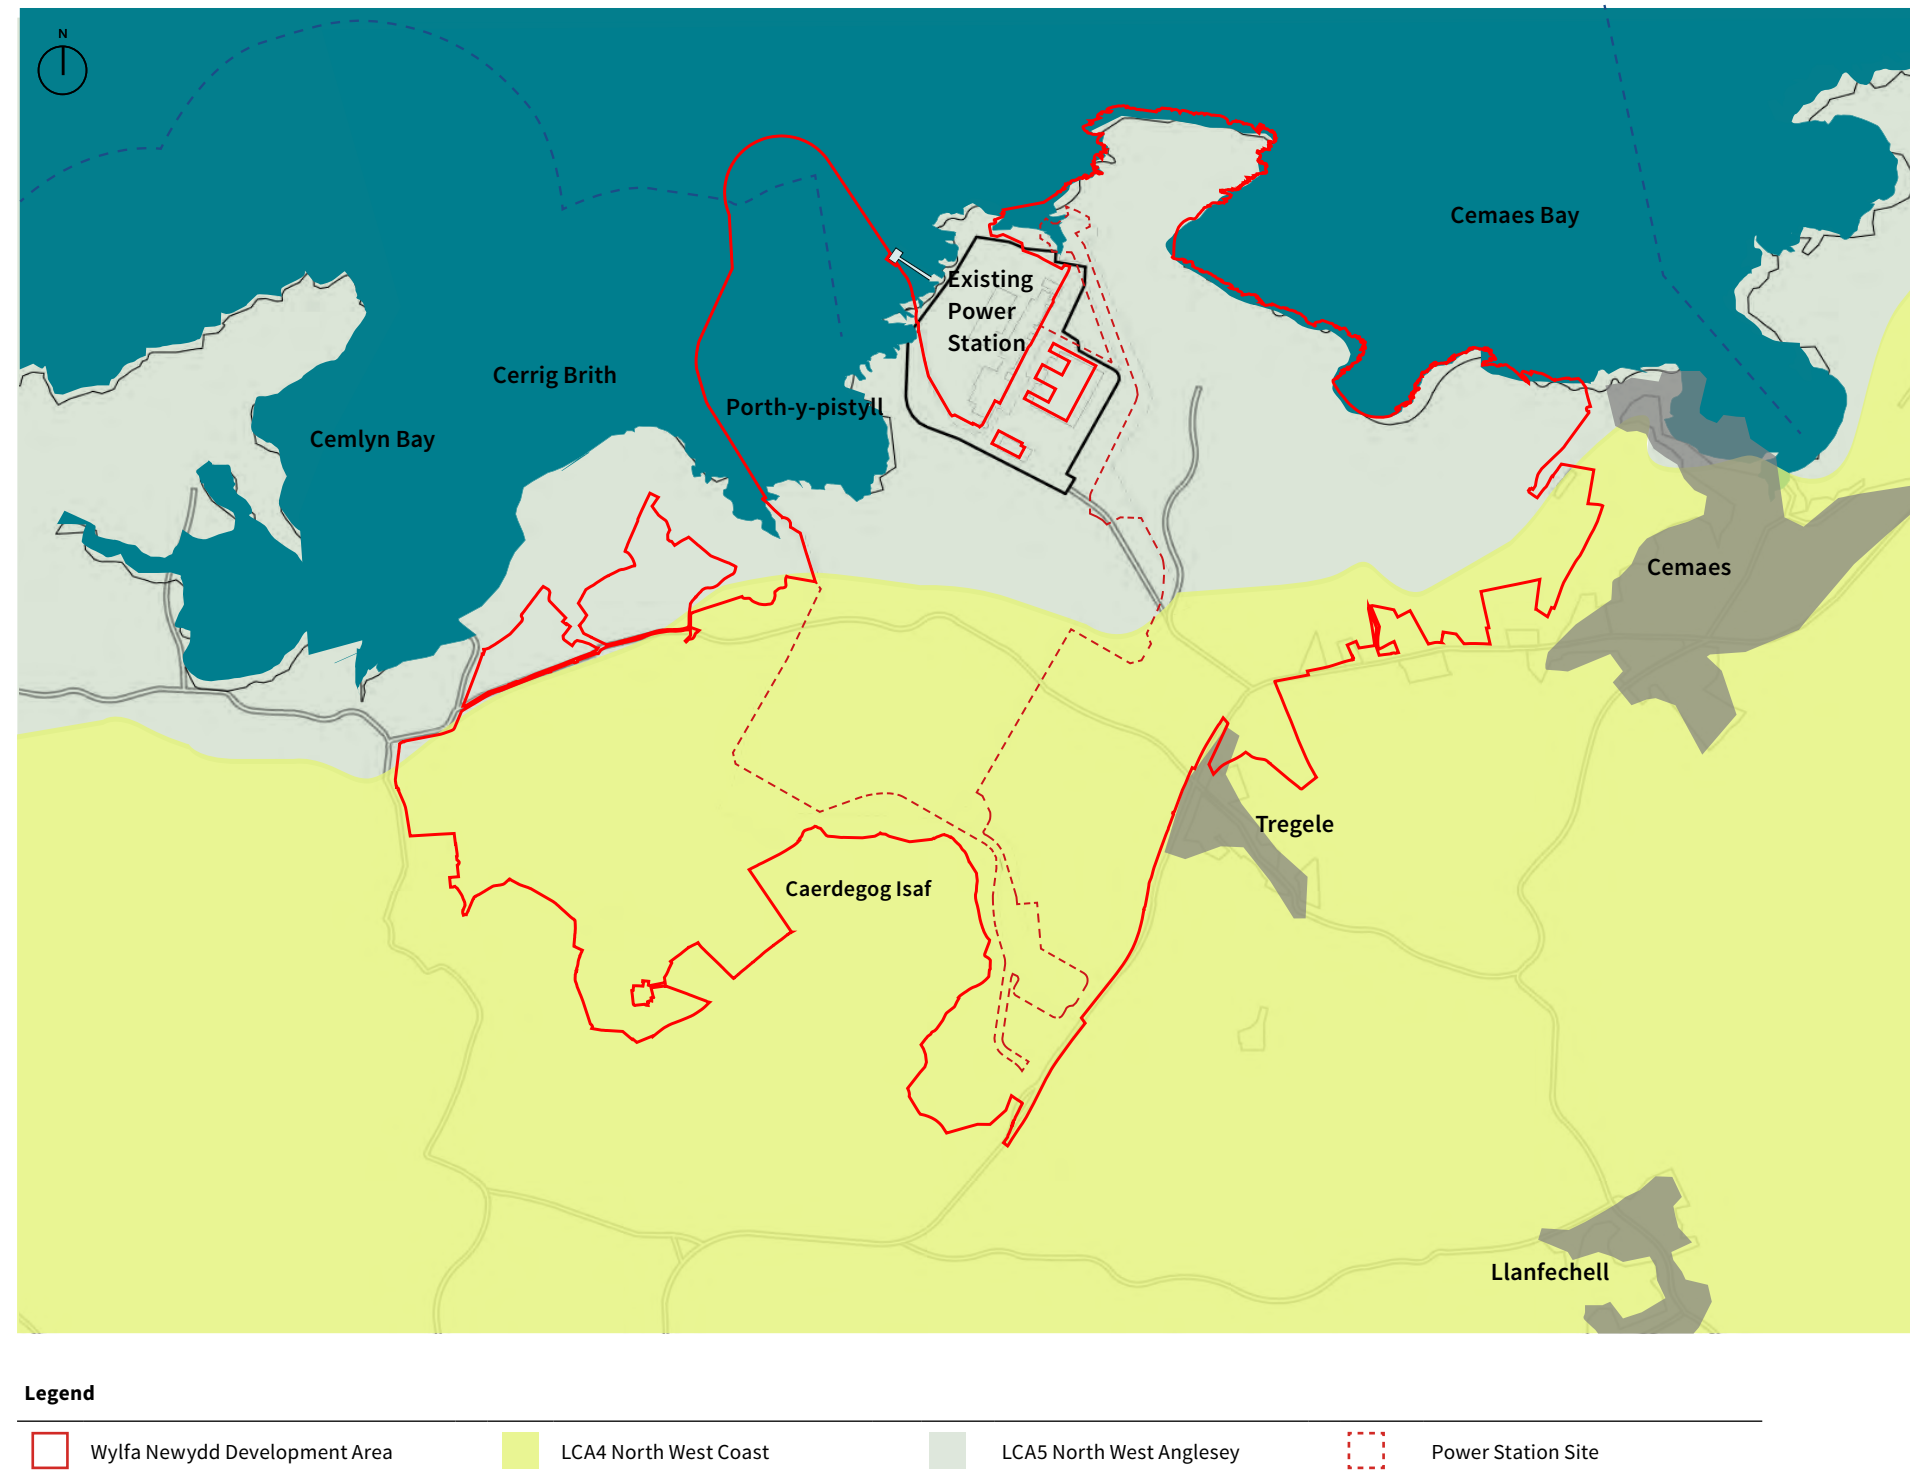 N
Cemaes Bay
Existing
Power
Station
Cerrig Brith
Porth-y-pistyll
Cemlyn Bay
Cemaes
Tregele
Caerdegog Isaf
Llanfechell
Legend
Wylfa Newydd Development Area
LCA4 North West Coast
LCA5 North West Anglesey
Power Station Site